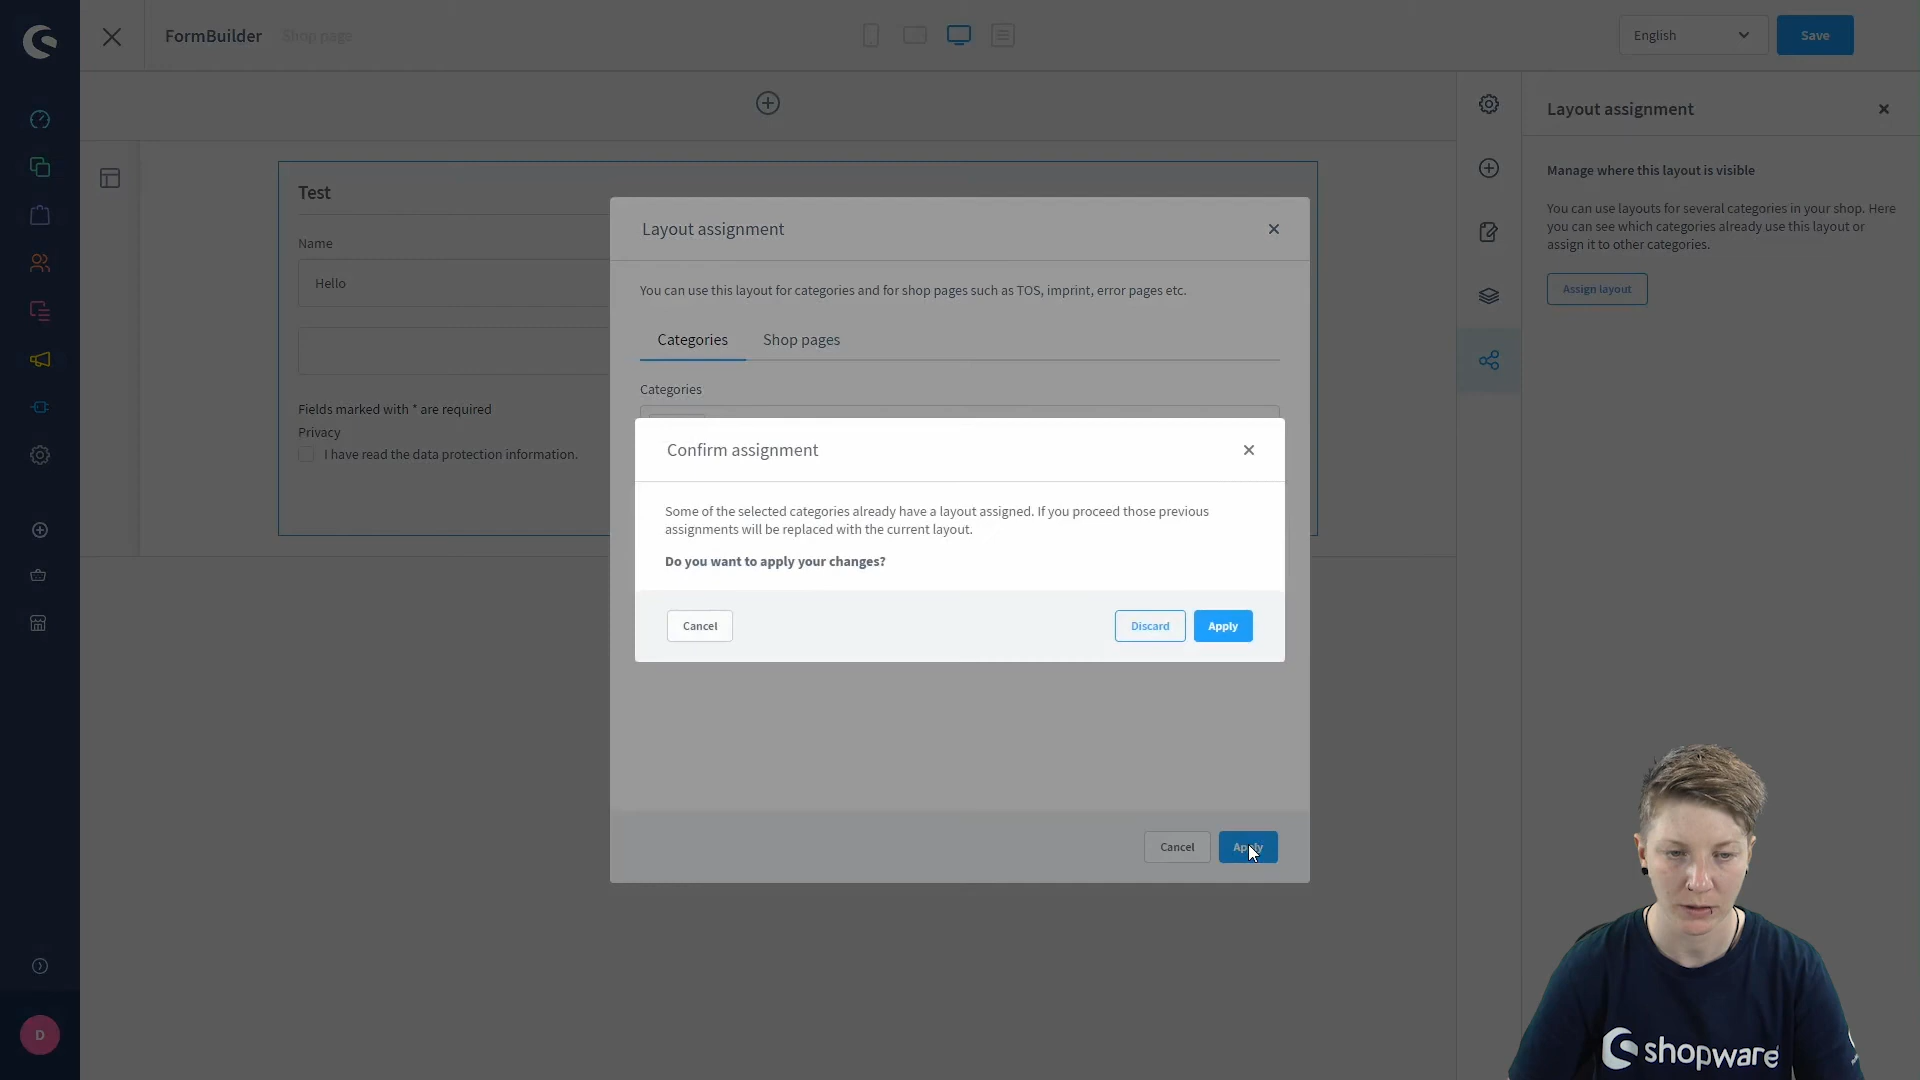 FormBuilder
Shop page
English
Save
Test
Name
Hello
Fields marked with * are required
Privacy
I have read the data protection information.
Layout assignment
You can use this layout for categories and for shop pages such as TOS, imprint, error pages etc.
Categories
Shop pages
Categories
Confirm assignment
Some of the selected categories already have a layout assigned. If you proceed those previous
assignments will be replaced with the current layout.
Do you want to apply your changes?
Cancel
Discard
Apply
Cancel
Apply
Layout assignment
Manage where this layout is visible
You can use layouts for several categories in your shop. Here
you can see which categories already use this layout or
assign it to other categories.
Assign layout
D
shopware